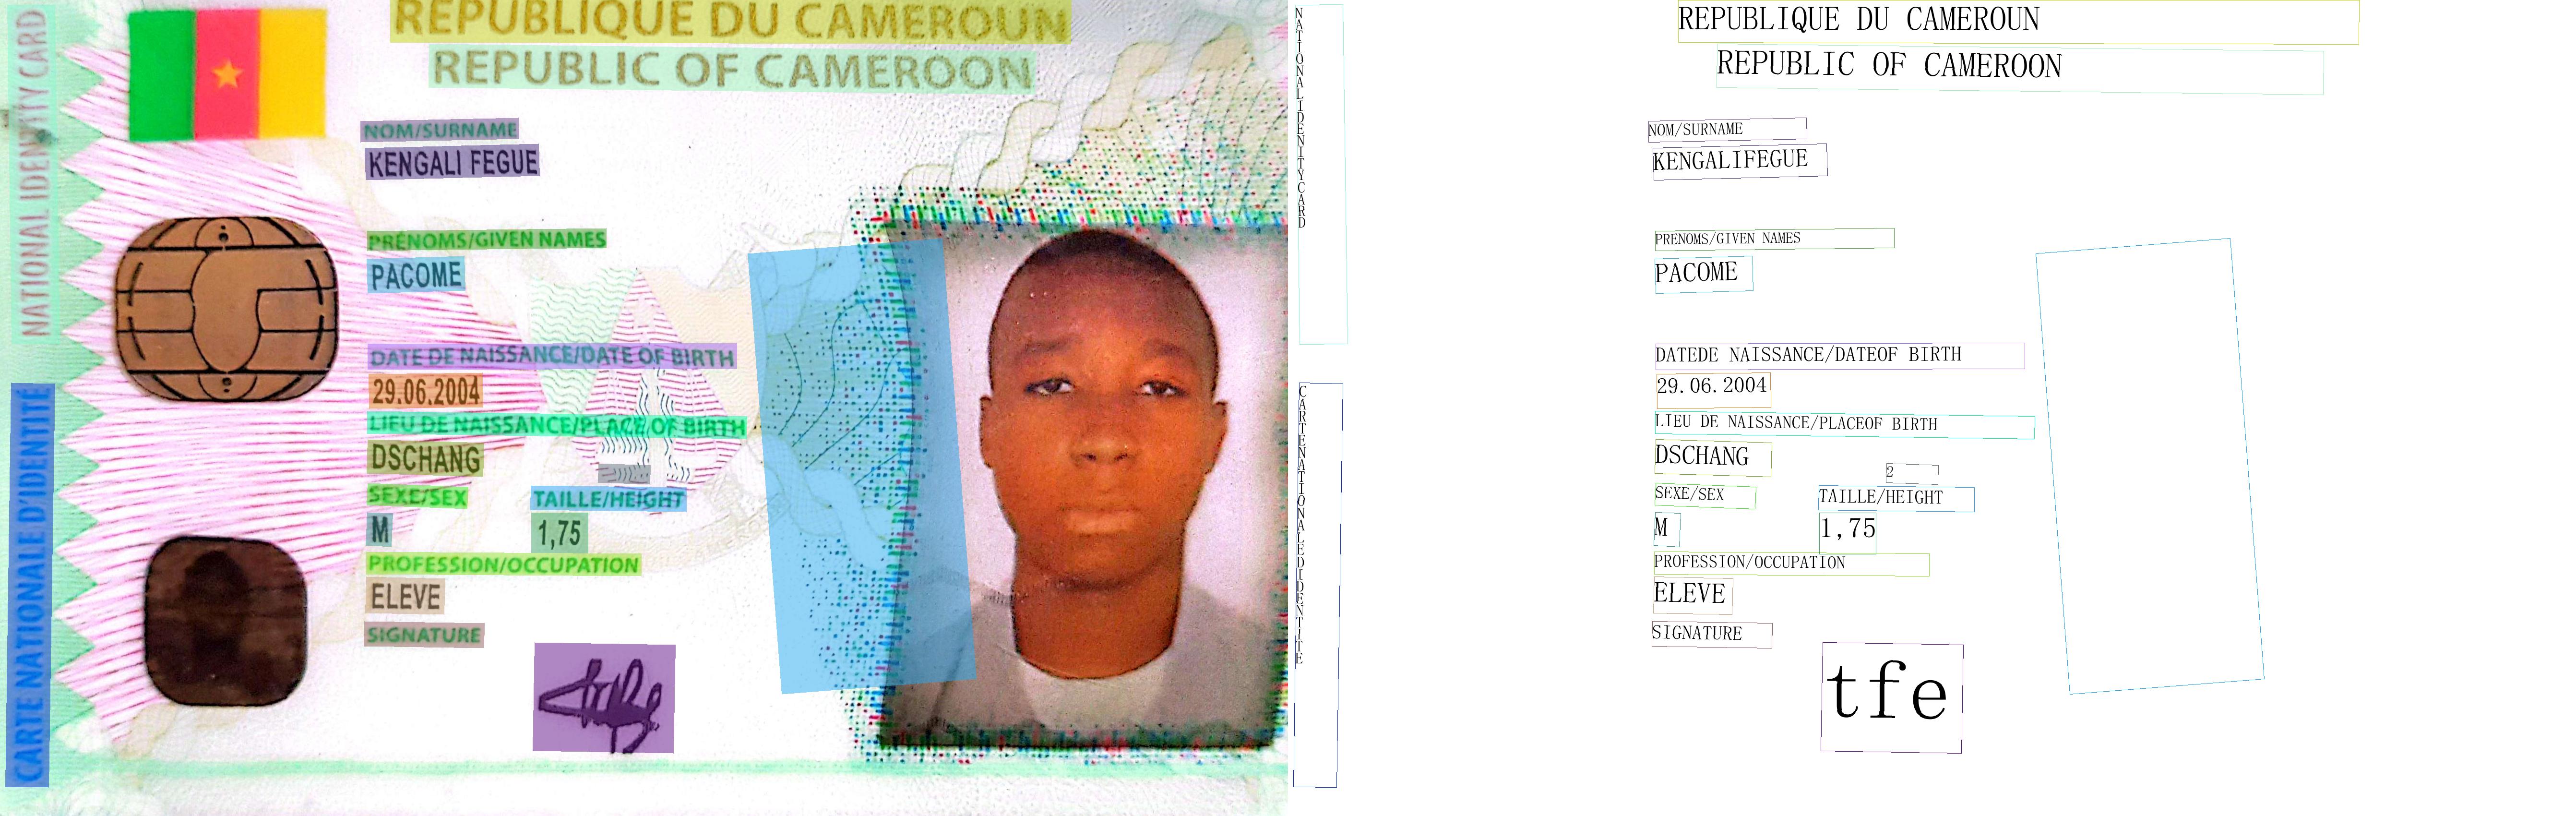 REPUBLIQUE DU CAMEROUN
REPUBLIC OF CAMEROON
NATIONAL IDENTITY CARD
CARTE NATIONALE D'IDENTITÉ
NOM/SURNAME
KENGALI FEGUE
PRÉNOMS/GIVEN NAMES
PACOME
DATE DE NAISSANCE/DATE OF BIRTH
29.06.2004
LIEU DE NAISSANCE/PLACE OF BIRTH
DSCHANG
SEXE/SEX TAILLE/HEIGHT
M 1,75
PROFESSION/OCCUPATION
ELEVE
SIGNATURE
NATIONALIDENITYCARD
CARTENATIONALEDIDENTITE
REPUBLIQUE DU CAMEROUN
REPUBLIC OF CAMEROON
NOM/SURNAME
KENGALIFEGUE
PRENOMS/GIVEN NAMES
PACOME
DATEDE NAISSANCE/DATEOF BIRTH
29.06.2004
LIEU DE NAISSANCE/PLACEOF BIRTH
DSCHANG
2
SEXE/SEX TAILLE/HEIGHT
M 1,75
PROFESSION/OCCUPATION
ELEVE
SIGNATURE
tfe